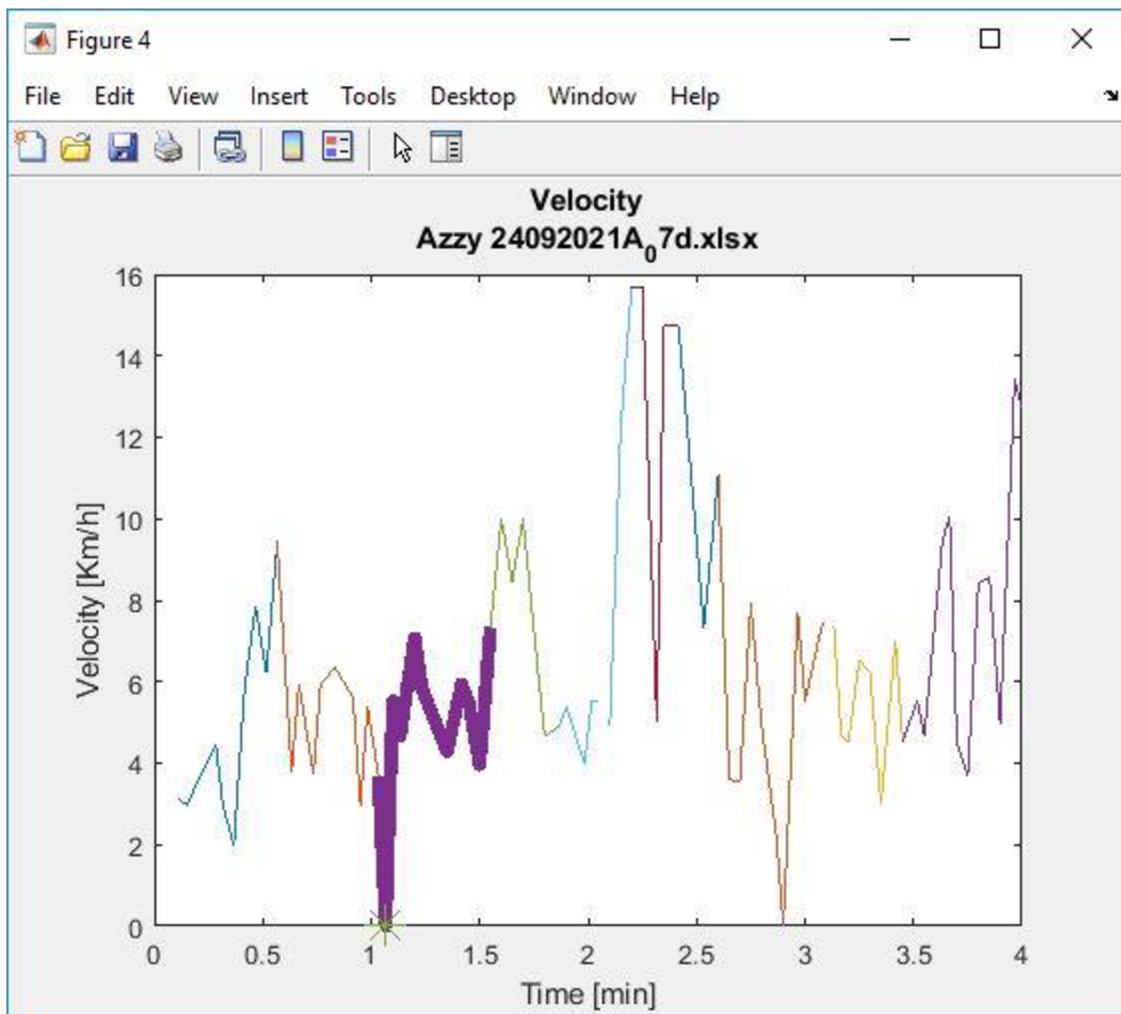 Figure 4
File Edit View Insert Tools Desktop Window Help
Velocity
Azzy 24092021A07d.xlsx
16
14
12
10
8
6
4
2
0
Velocity [Km/h]
0 0.5 1 1.5 2 2.5 3 3.5 4
Time [min]